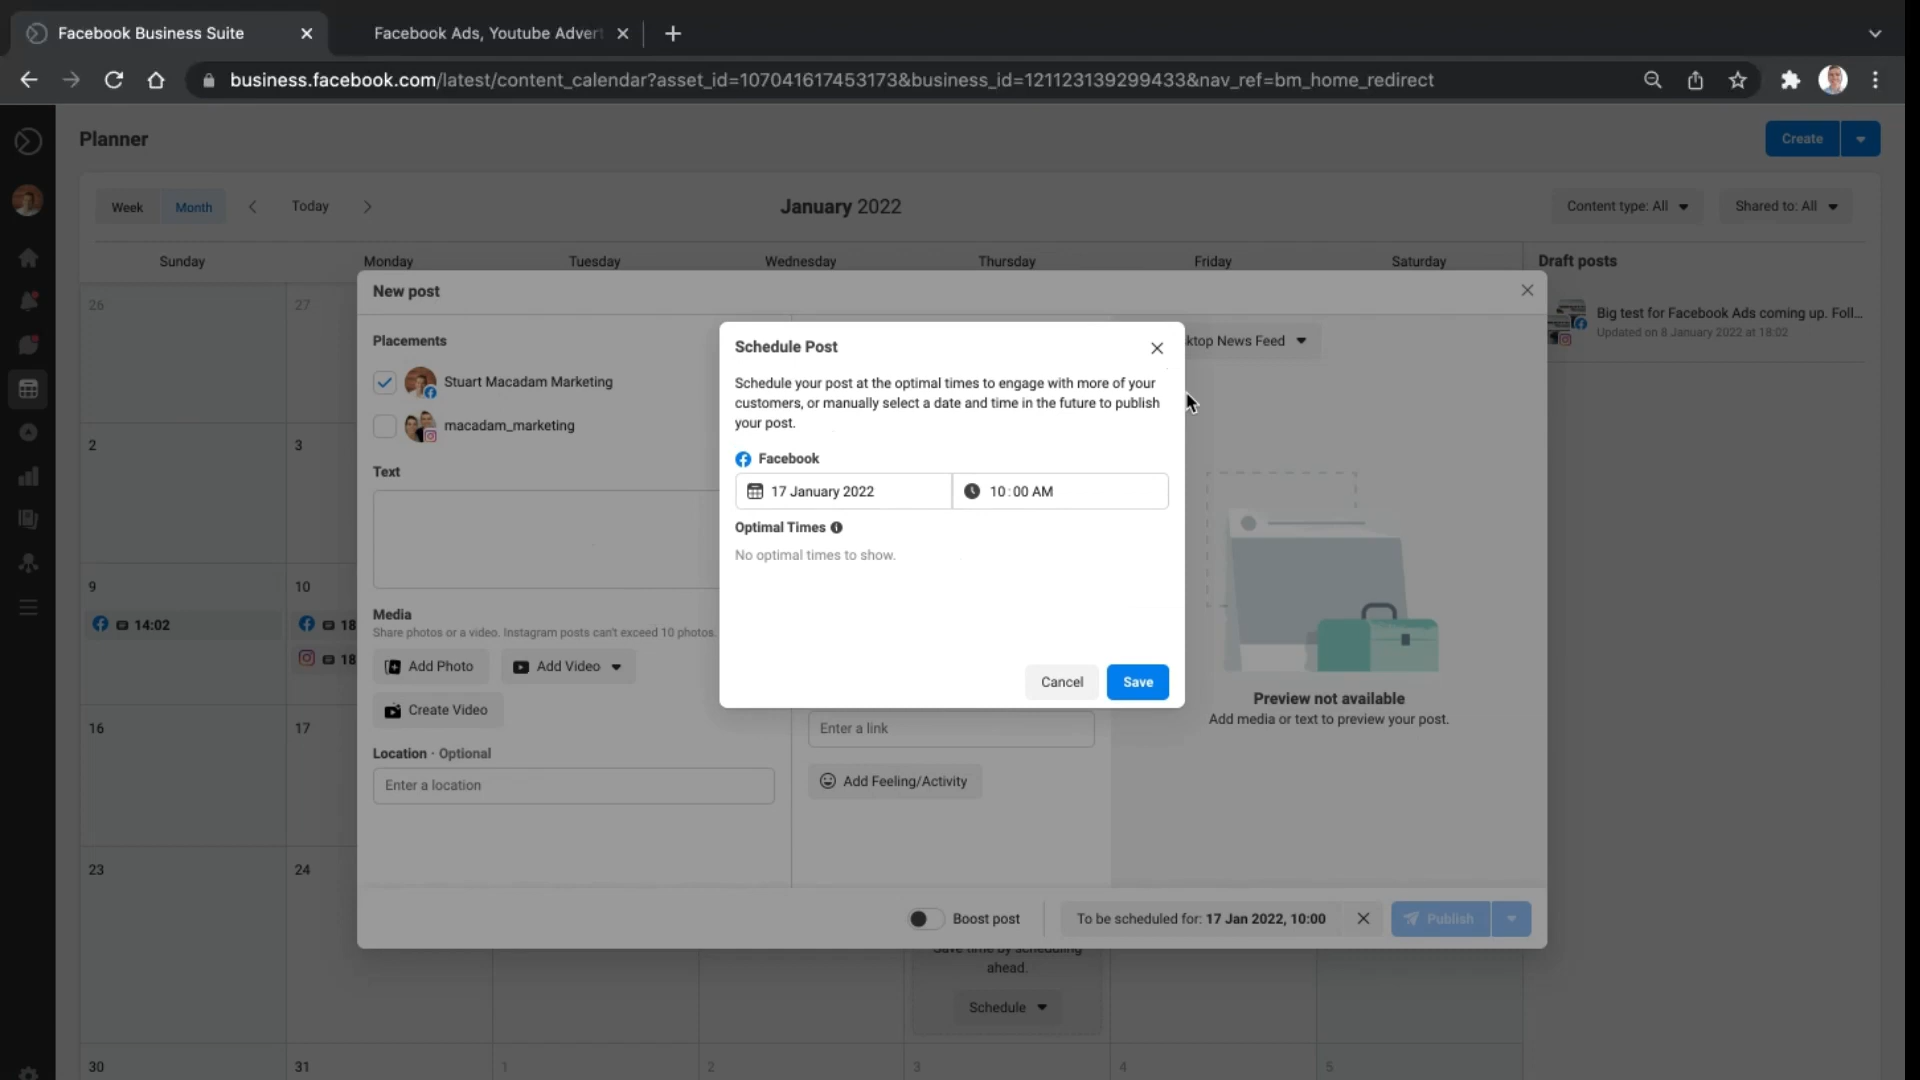 Facebook Business Suite
Facebook Ads, Youtube Advert
business.facebook.com/latest/content_calendar?asset_id=107041617453173&business_id=121123139299433&nav_ref=bm_home_redirect
Planner
Create
Week
Month
Today
January 2022
Content type: All
Shared to: All
Sunday
Monday
Tuesday
Wednesday
Thursday
Friday
Saturday
Draft posts
Big test for Facebook Ads coming up. Foll...
Updated on 8 January 2022 at 18:02
26
27
2
3
9
10
14:02
18
18
16
17
23
24
30
31
1
2
3
4
5
New post
Placements
Stuart Macadam Marketing
macadam_marketing
Text
Media
Share photos or a video. Instagram posts can't exceed 10 photos.
Add Photo
Add Video
Create Video
Location · Optional
Enter a location
Schedule Post
Schedule your post at the optimal times to engage with more of your
customers, or manually select a date and time in the future to publish
your post.
Facebook
17 January 2022
10:00 AM
Optimal Times
No optimal times to show.
Cancel
Save
Enter a link
Add Feeling/Activity
ktop News Feed
Preview not available
Add media or text to preview your post.
Boost post
To be scheduled for: 17 Jan 2022, 10:00
Publish
Save time by scheduling
ahead.
Schedule